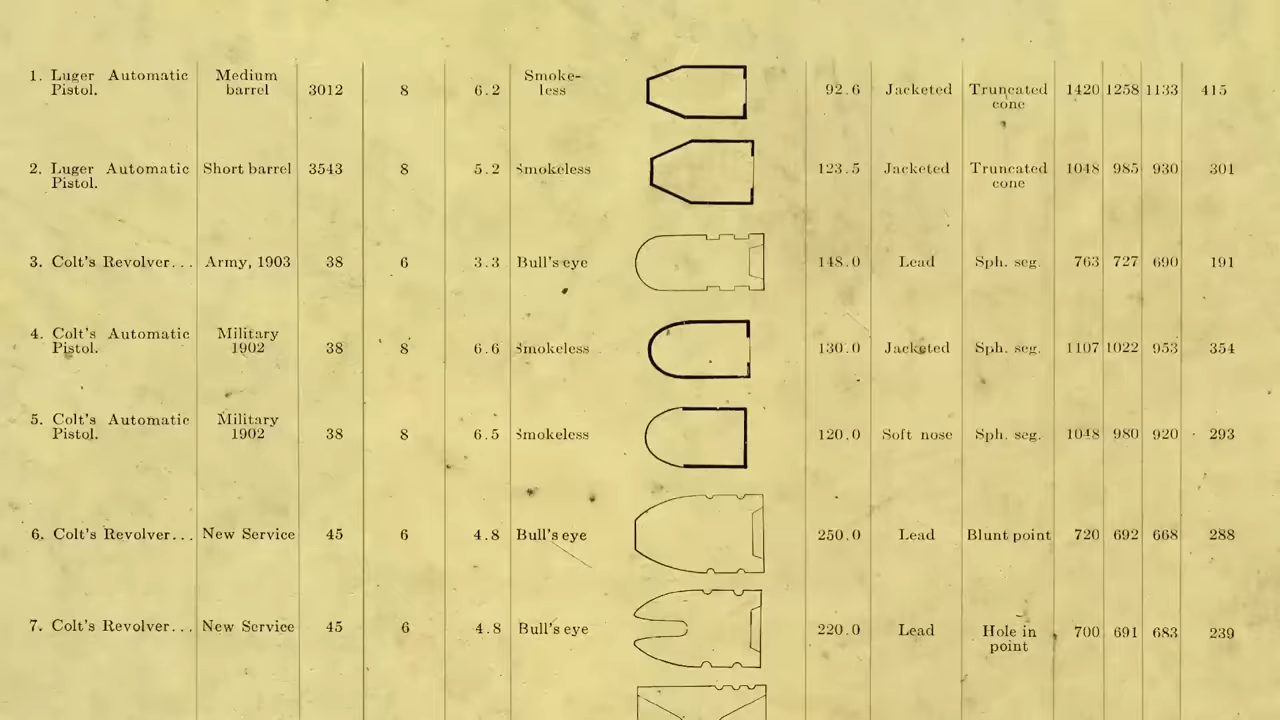 1. Luger Automatic Pistol. Medium barrel 3012 8 6.2 Smoke-less 92.6 Jacketed Truncated cone 1420 1258 1133 415
2. Luger Automatic Pistol. Short barrel 3543 8 5.2 Smokeless 123.5 Jacketed Truncated cone 1048 985 930 301
3. Colt's Revolver... Army, 1903 38 6 3.3 Bull's eye 148.0 Lead Sph. seg. 763 727 690 191
4. Colt's Automatic Pistol. Military 1902 38 8 6.6 Smokeless 130.0 Jacketed Sph. seg. 1107 1022 953 354
5. Colt's Automatic Pistol. Military 1902 38 8 6.5 Smokeless 120.0 Soft nose Sph. seg. 1048 980 920 293
6. Colt's Revolver... New Service 45 6 4.8 Bull's eye 250.0 Lead Blunt point 720 692 668 288
7. Colt's Revolver... New Service 45 6 4.8 Bull's eye 220.0 Lead Hole in point 700 691 683 239